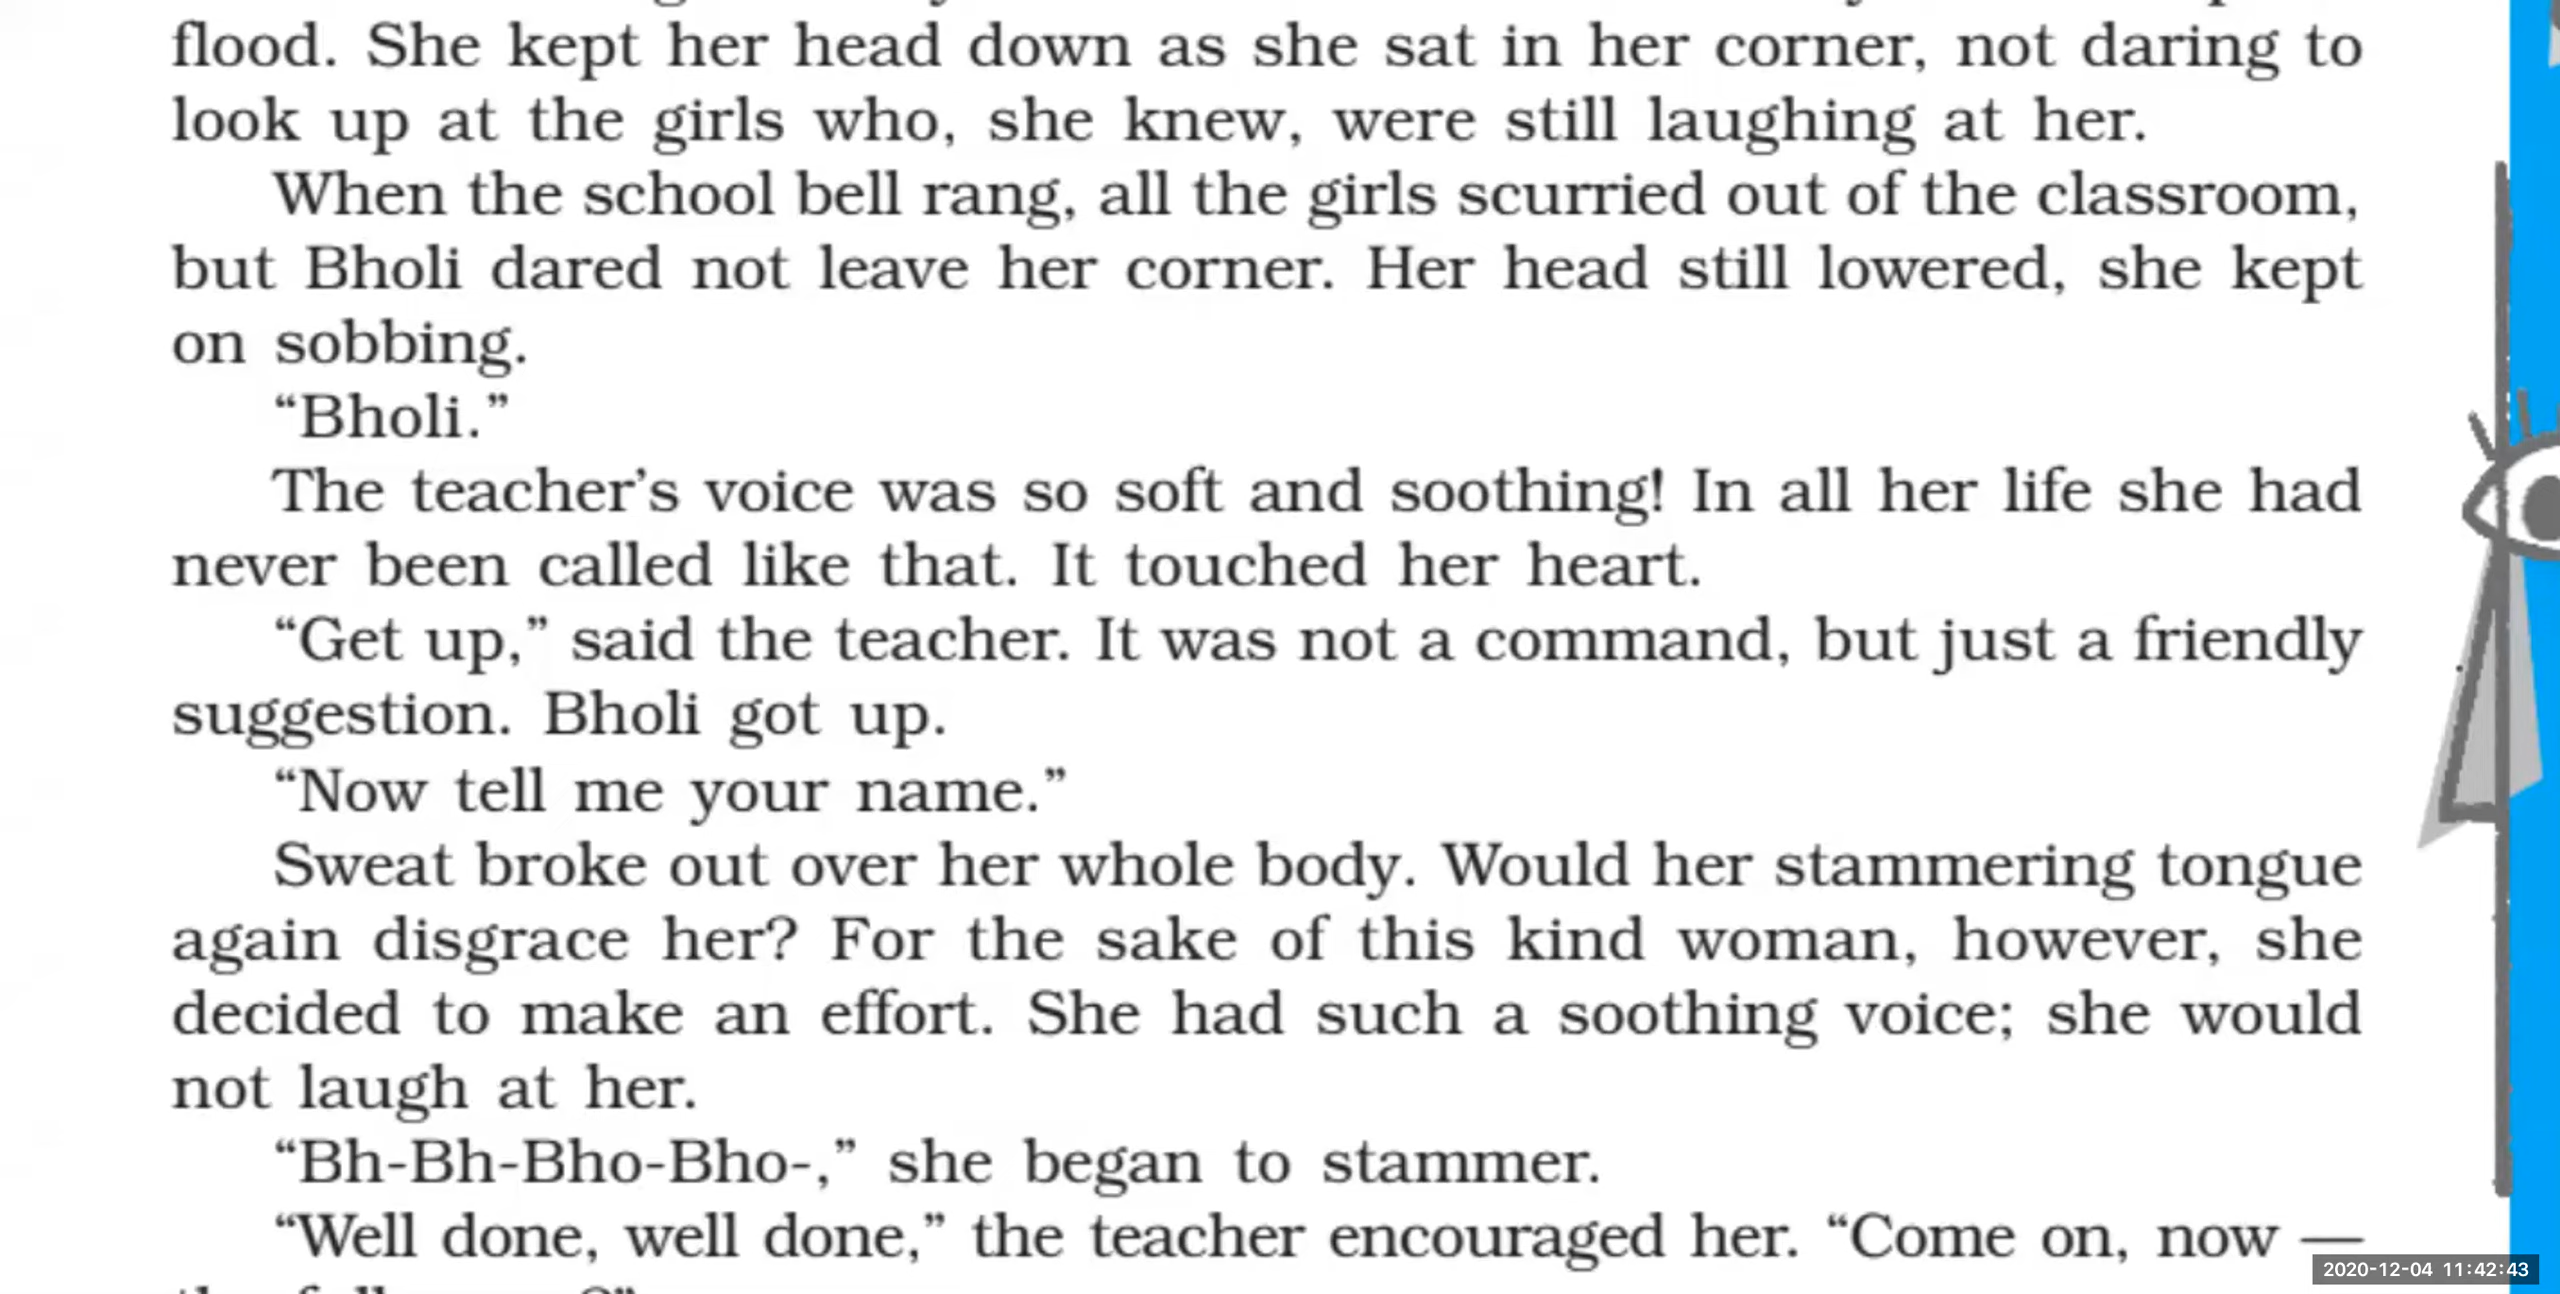 flood. She kept her head down as she sat in her corner, not daring to
look up at the girls who, she knew, were still laughing at her.
When the school bell rang, all the girls scurried out of the classroom,
but Bholi dared not leave her corner. Her head still lowered, she kept
on sobbing.
“Bholi.”
The teacher’s voice was so soft and soothing! In all her life she had
never been called like that. It touched her heart.
“Get up,” said the teacher. It was not a command, but just a friendly
suggestion. Bholi got up.
“Now tell me your name.”
Sweat broke out over her whole body. Would her stammering tongue
again disgrace her? For the sake of this kind woman, however, she
decided to make an effort. She had such a soothing voice; she would
not laugh at her.
“Bh-Bh-Bho-Bho-,” she began to stammer.
“Well done, well done,” the teacher encouraged her. “Come on, now —
2020-12-04 11:42:43